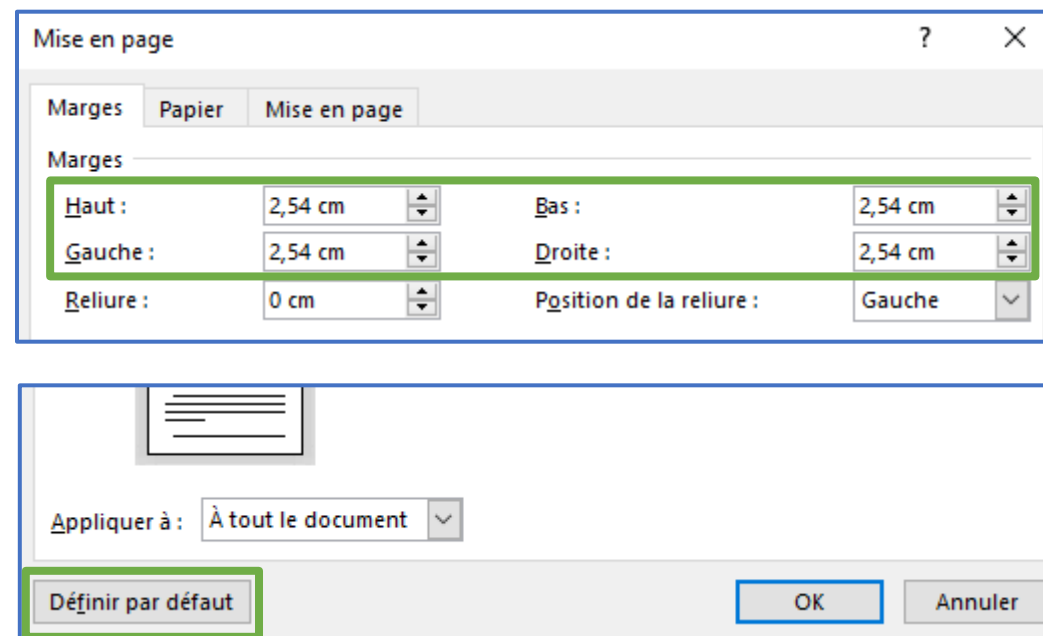 Mise en page ?
Marges Papier Mise en page
Marges
Haut : 2,54 cm Bas : 2,54 cm
Gauche : 2,54 cm Droite : 2,54 cm
Reliure : 0 cm Position de la reliure : Gauche
Appliquer à : À tout le document
Définir par défaut OK Annuler